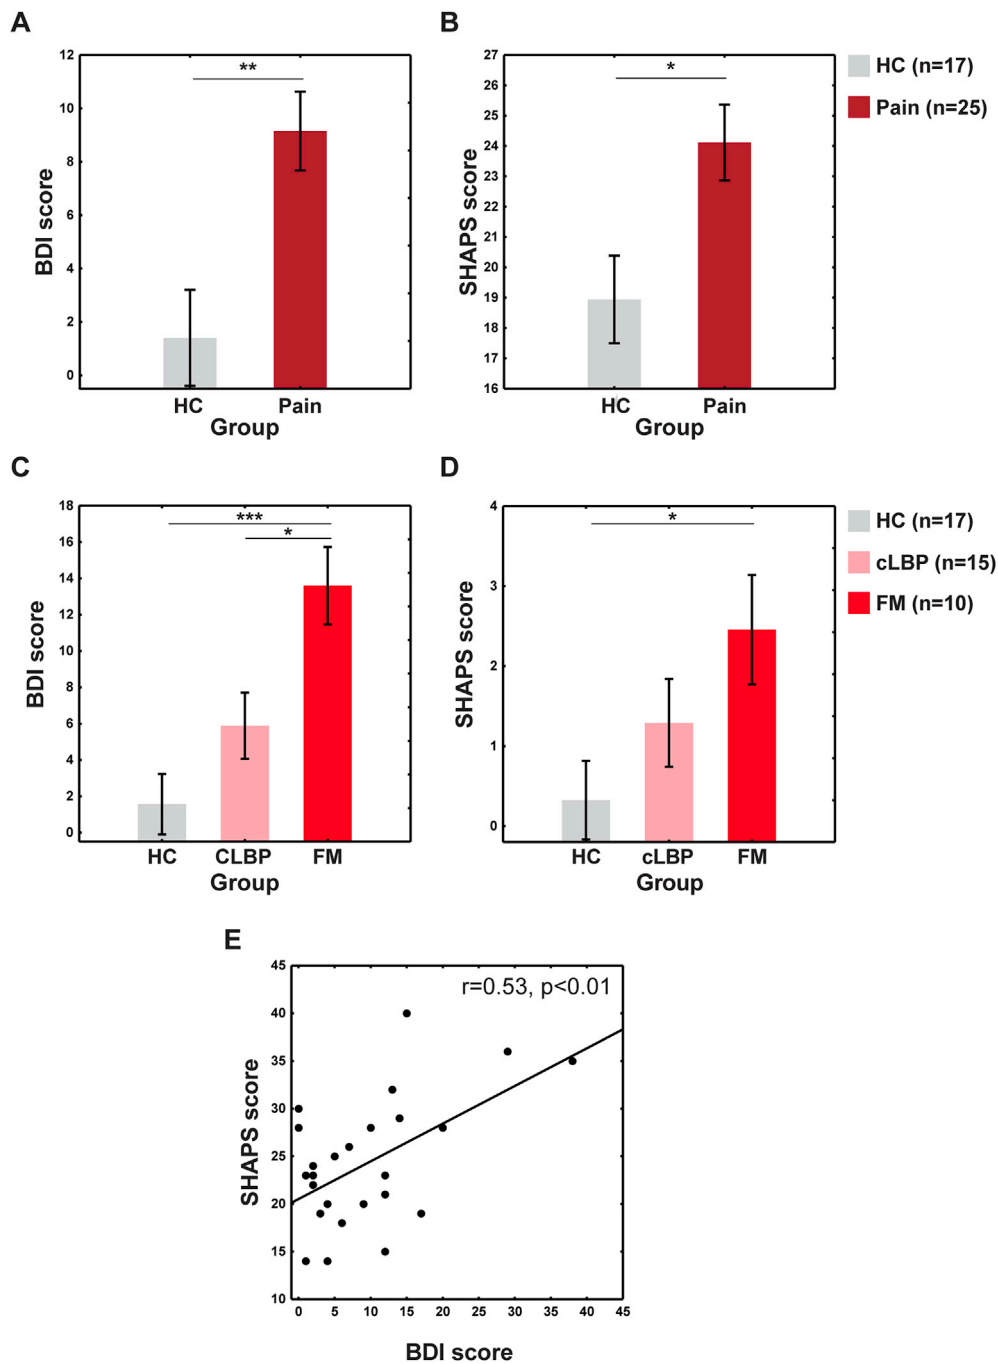 A
12
10
8
6
4
2
0
BDI score
**
HC
Pain
Group
B
27
26
25
24
23
22
21
20
19
18
17
16
SHAPS score
*
HC
Pain
Group
HC (n=17)
Pain (n=25)
C
18
16
14
12
10
8
6
4
2
0
BDI score
***
*
HC
CLBP
FM
Group
D
4
3
2
1
0
SHAPS score
*
HC
cLBP
FM
Group
HC (n=17)
cLBP (n=15)
FM (n=10)
E
45
40
35
30
25
20
15
10
SHAPS score
r=0.53, p<0.01
0 5 10 15 20 25 30 35 40 45
BDI score